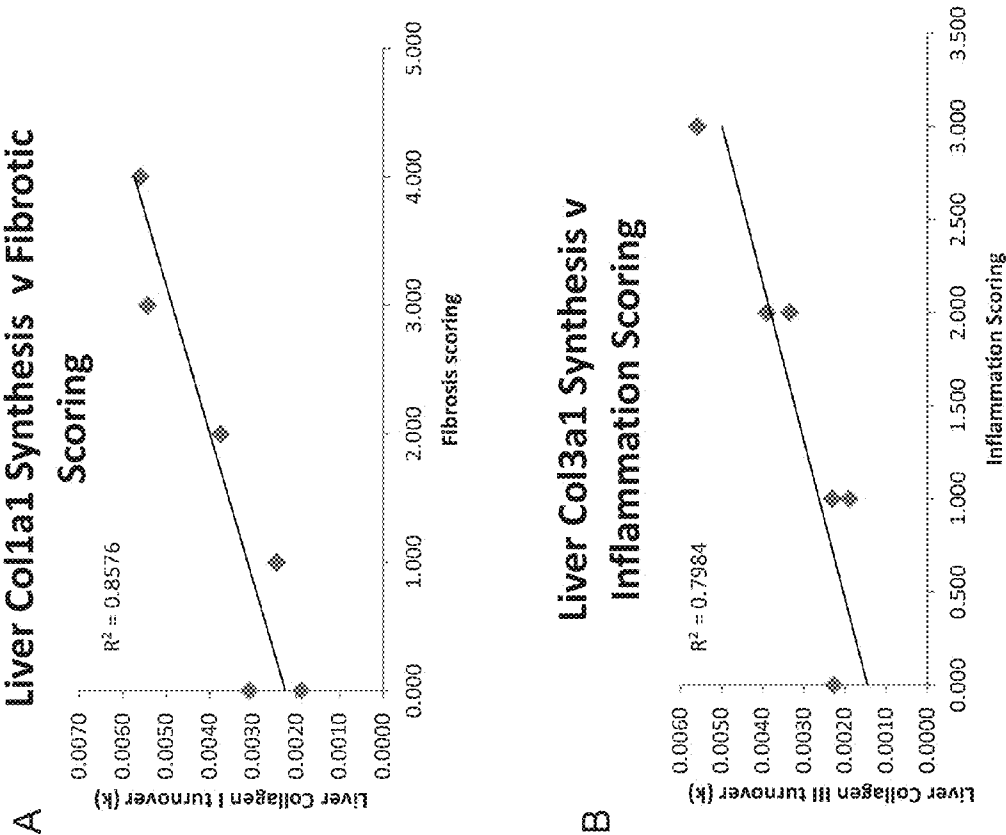 A
Liver Col1a1 Synthesis v Fibrotic
Scoring
R² = 0.8576
0.0070
0.0060
0.0050
0.0040
0.0030
0.0020
0.0010
0.0000
Liver Collagen I turnover (k)
0.000 1.000 2.000 3.000 4.000 5.000
Fibrosis scoring
B
Liver Col3a1 Synthesis v
Inflammation Scoring
R² = 0.7984
0.0060
0.0050
0.0040
0.0030
0.0020
0.0010
0.0000
Liver Collagen III turnover (k)
0.000 0.500 1.000 1.500 2.000 2.500 3.000 3.500
Inflammation Scoring